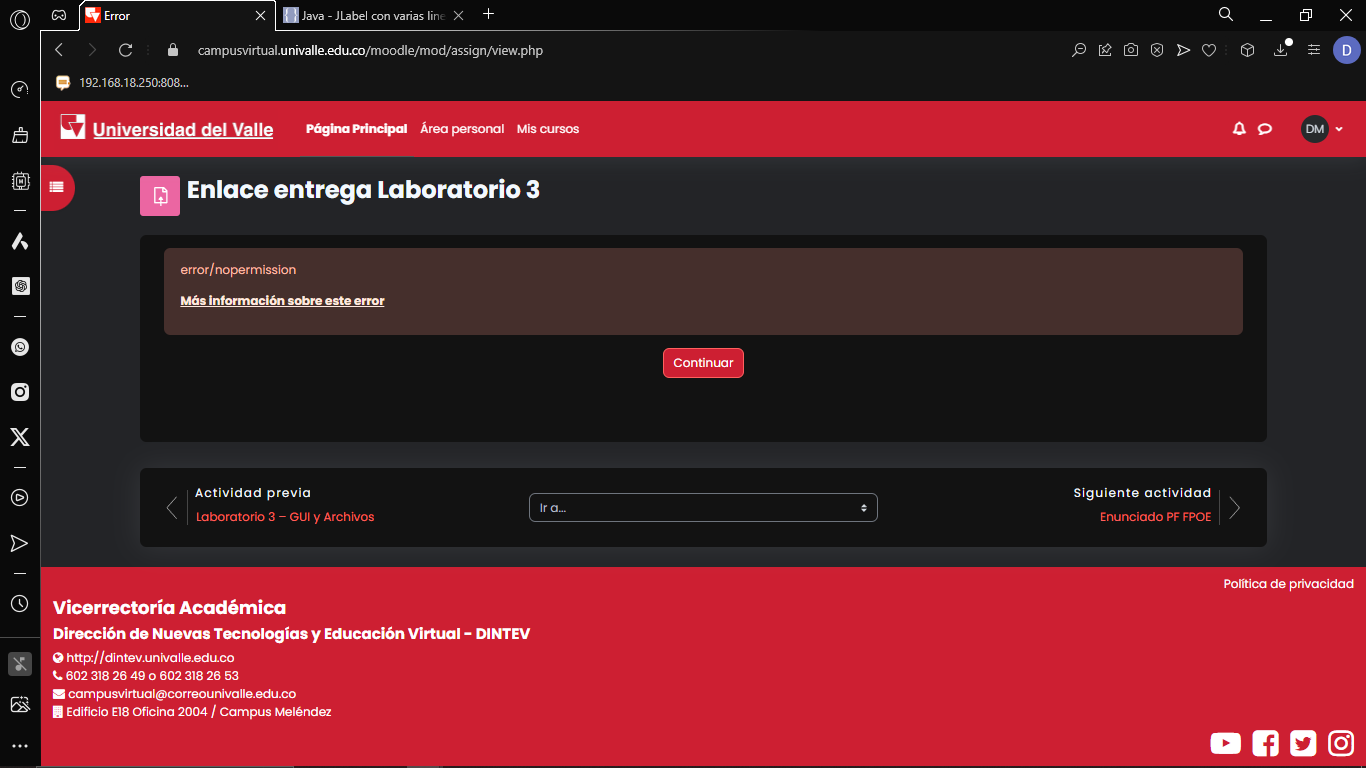 Error
Java - JLabel con varias line
campusvirtual.univalle.edu.co/moodle/mod/assign/view.php
D
192.168.18.250:808...
Universidad del Valle
Página Principal
Área personal
Mis cursos
DM
Enlace entrega Laboratorio 3
error/nopermission
Más información sobre este error
Continuar
Actividad previa
Laboratorio 3 – GUI y Archivos
Ir a...
Siguiente actividad
Enunciado PF FPOE
Política de privacidad
Vicerrectoría Académica
Dirección de Nuevas Tecnologías y Educación Virtual - DINTEV
http://dintev.univalle.edu.co
602 318 26 49 o 602 318 26 53
campusvirtual@correounivalle.edu.co
Edificio E18 Oficina 2004 / Campus Meléndez